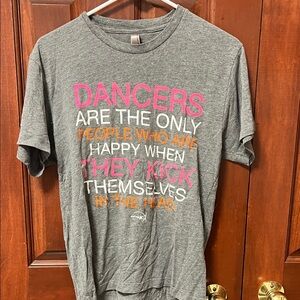 DANCERS
ARE THE ONLY
PEOPLE WHO ARE
HAPPY WHEN
THEY KICK
THEMSELVES
IN THE HEAD.